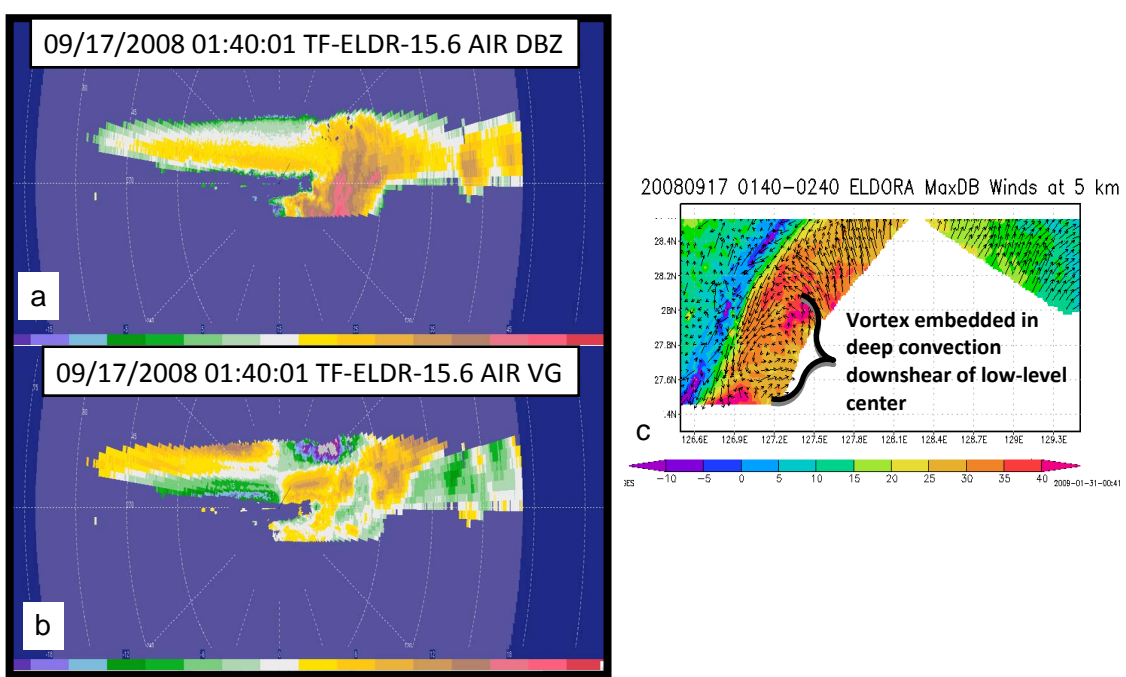 09/17/2008 01:40:01 TF-ELDR-15.6 AIR DBZ
a
09/17/2008 01:40:01 TF-ELDR-15.6 AIR VG
b
20080917 0140-0240 ELDORA MaxDB Winds at 5 km
28.4N
28.2N
28N
27.8N
27.6N
.4N
Vortex embedded in
deep convection
downshear of low-level
center
c
126.6E 126.9E 127.2E 127.5E 127.8E 128.1E 128.4E 128.7E 129E 129.3E
-10 -5 0 5 10 15 20 25 30 35 40 2009-01-31-00:41